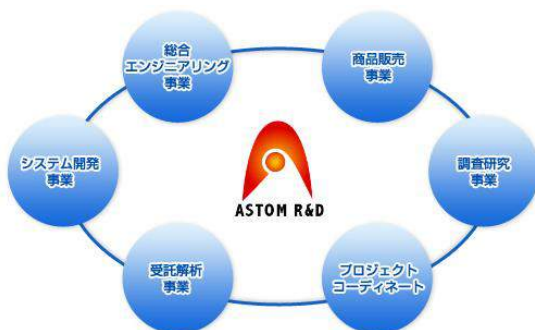 総合
エンジニアリング
事業
商品販売
事業
システム開発
事業
調査研究
事業
ASTOM R&D
受託解析
事業
プロジェクト
コーディネート